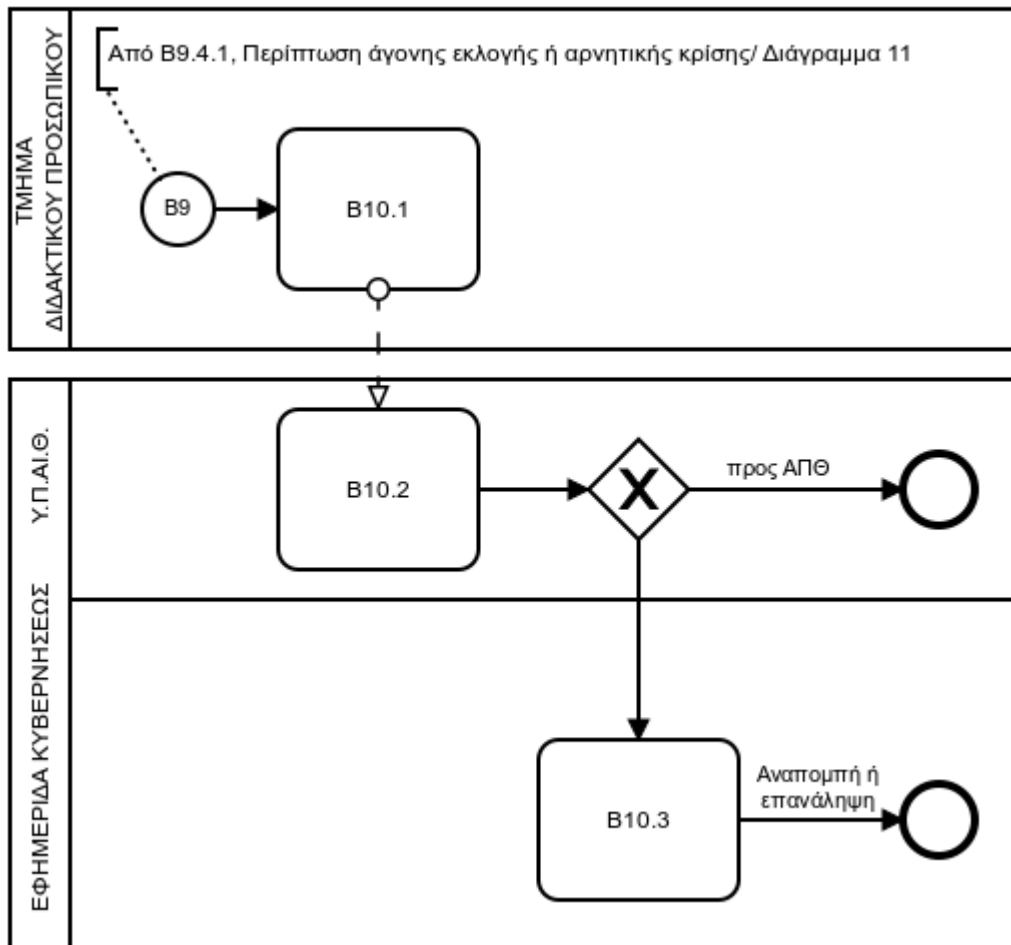 Από Β9.4.1, Περίπτωση άγονης εκλογής ή αρνητικής κρίσης/ Διάγραμμα 11
ΤΜΗΜΑ
ΔΙΔΑΚΤΙΚΟΥ ΠΡΟΣΩΠΙΚΟΥ
Β9
Β10.1
Υ.Π.ΑΙ.Θ.
Β10.2
X
προς ΑΠΘ
ΕΦΗΜΕΡΙΔΑ ΚΥΒΕΡΝΗΣΕΩΣ
Β10.3
Αναπομπή ή
επανάληψη